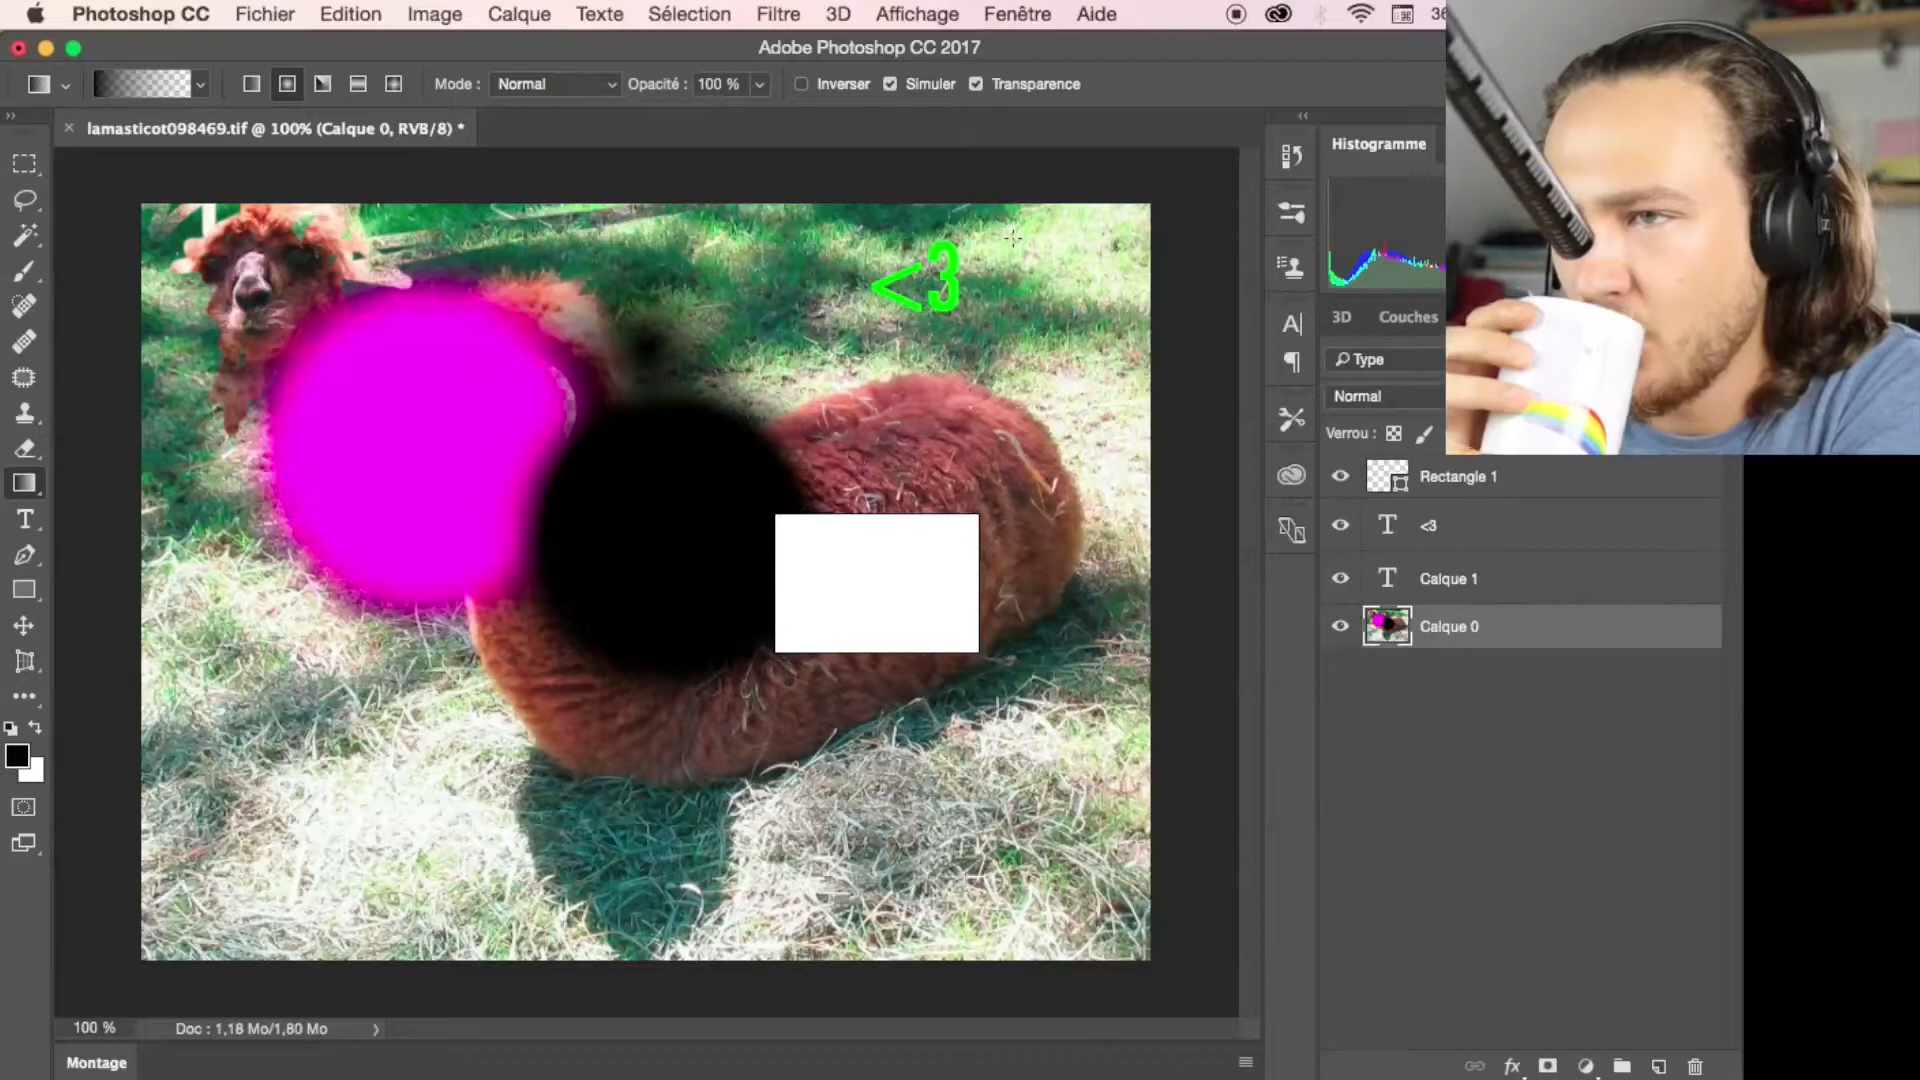 Photoshop CC Fichier Edition Image Calque Texte Sélection Filtre 3D Affichage Fenêtre Aide
Adobe Photoshop CC 2017
Mode : Normal Opacité : 100 % Inverser Simuler Transparence
lamasticot098469.tif @ 100% (Calque 0, RVB/8) *
Histogramme
<3
3D Couches
Type
Normal
Verrou :
Rectangle 1
<3
Calque 1
Calque 0
100 % Doc : 1,18 Mo/1,80 Mo
Montage